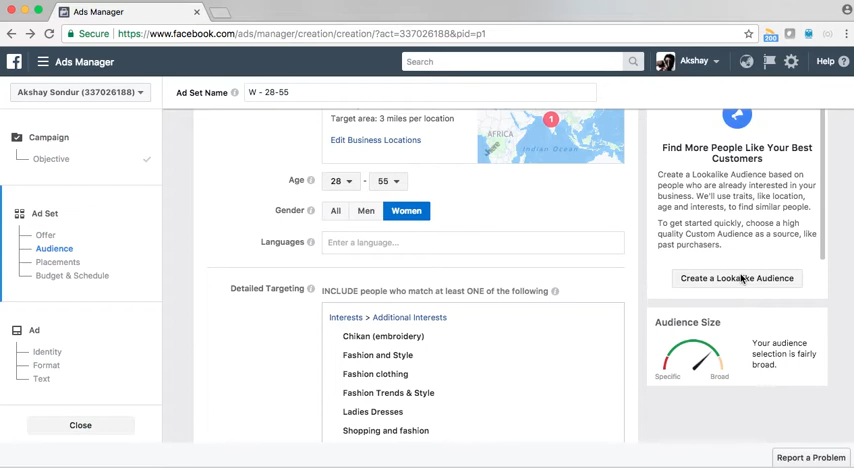 Ads Manager
Secure https://www.facebook.com/ads/manager/creation/creation/?act=337026188&pid=p1
200
Ads Manager
Search
Akshay
Help
Akshay Sondur (337026188)
Ad Set Name
W - 28-55
Campaign
Objective
Ad Set
Offer
Audience
Placements
Budget & Schedule
Ad
Identity
Format
Text
Close
Target area: 3 miles per location
Edit Business Locations
AFRICA
Indian Ocean
1
Age
28 - 55
Gender
All Men Women
Languages
Enter a language...
Detailed Targeting
INCLUDE people who match at least ONE of the following
Interests > Additional Interests
Chikan (embroidery)
Fashion and Style
Fashion clothing
Fashion Trends & Style
Ladies Dresses
Shopping and fashion
Find More People Like Your Best
Customers
Create a Lookalike Audience based on
people who are already interested in your
business. We'll use traits, like location,
age and interests, to find similar people.
To get started quickly, choose a high
quality Custom Audience as a source, like
past purchasers.
Create a Lookalike Audience
Audience Size
Specific
Broad
Your audience
selection is fairly
broad.
Report a Problem